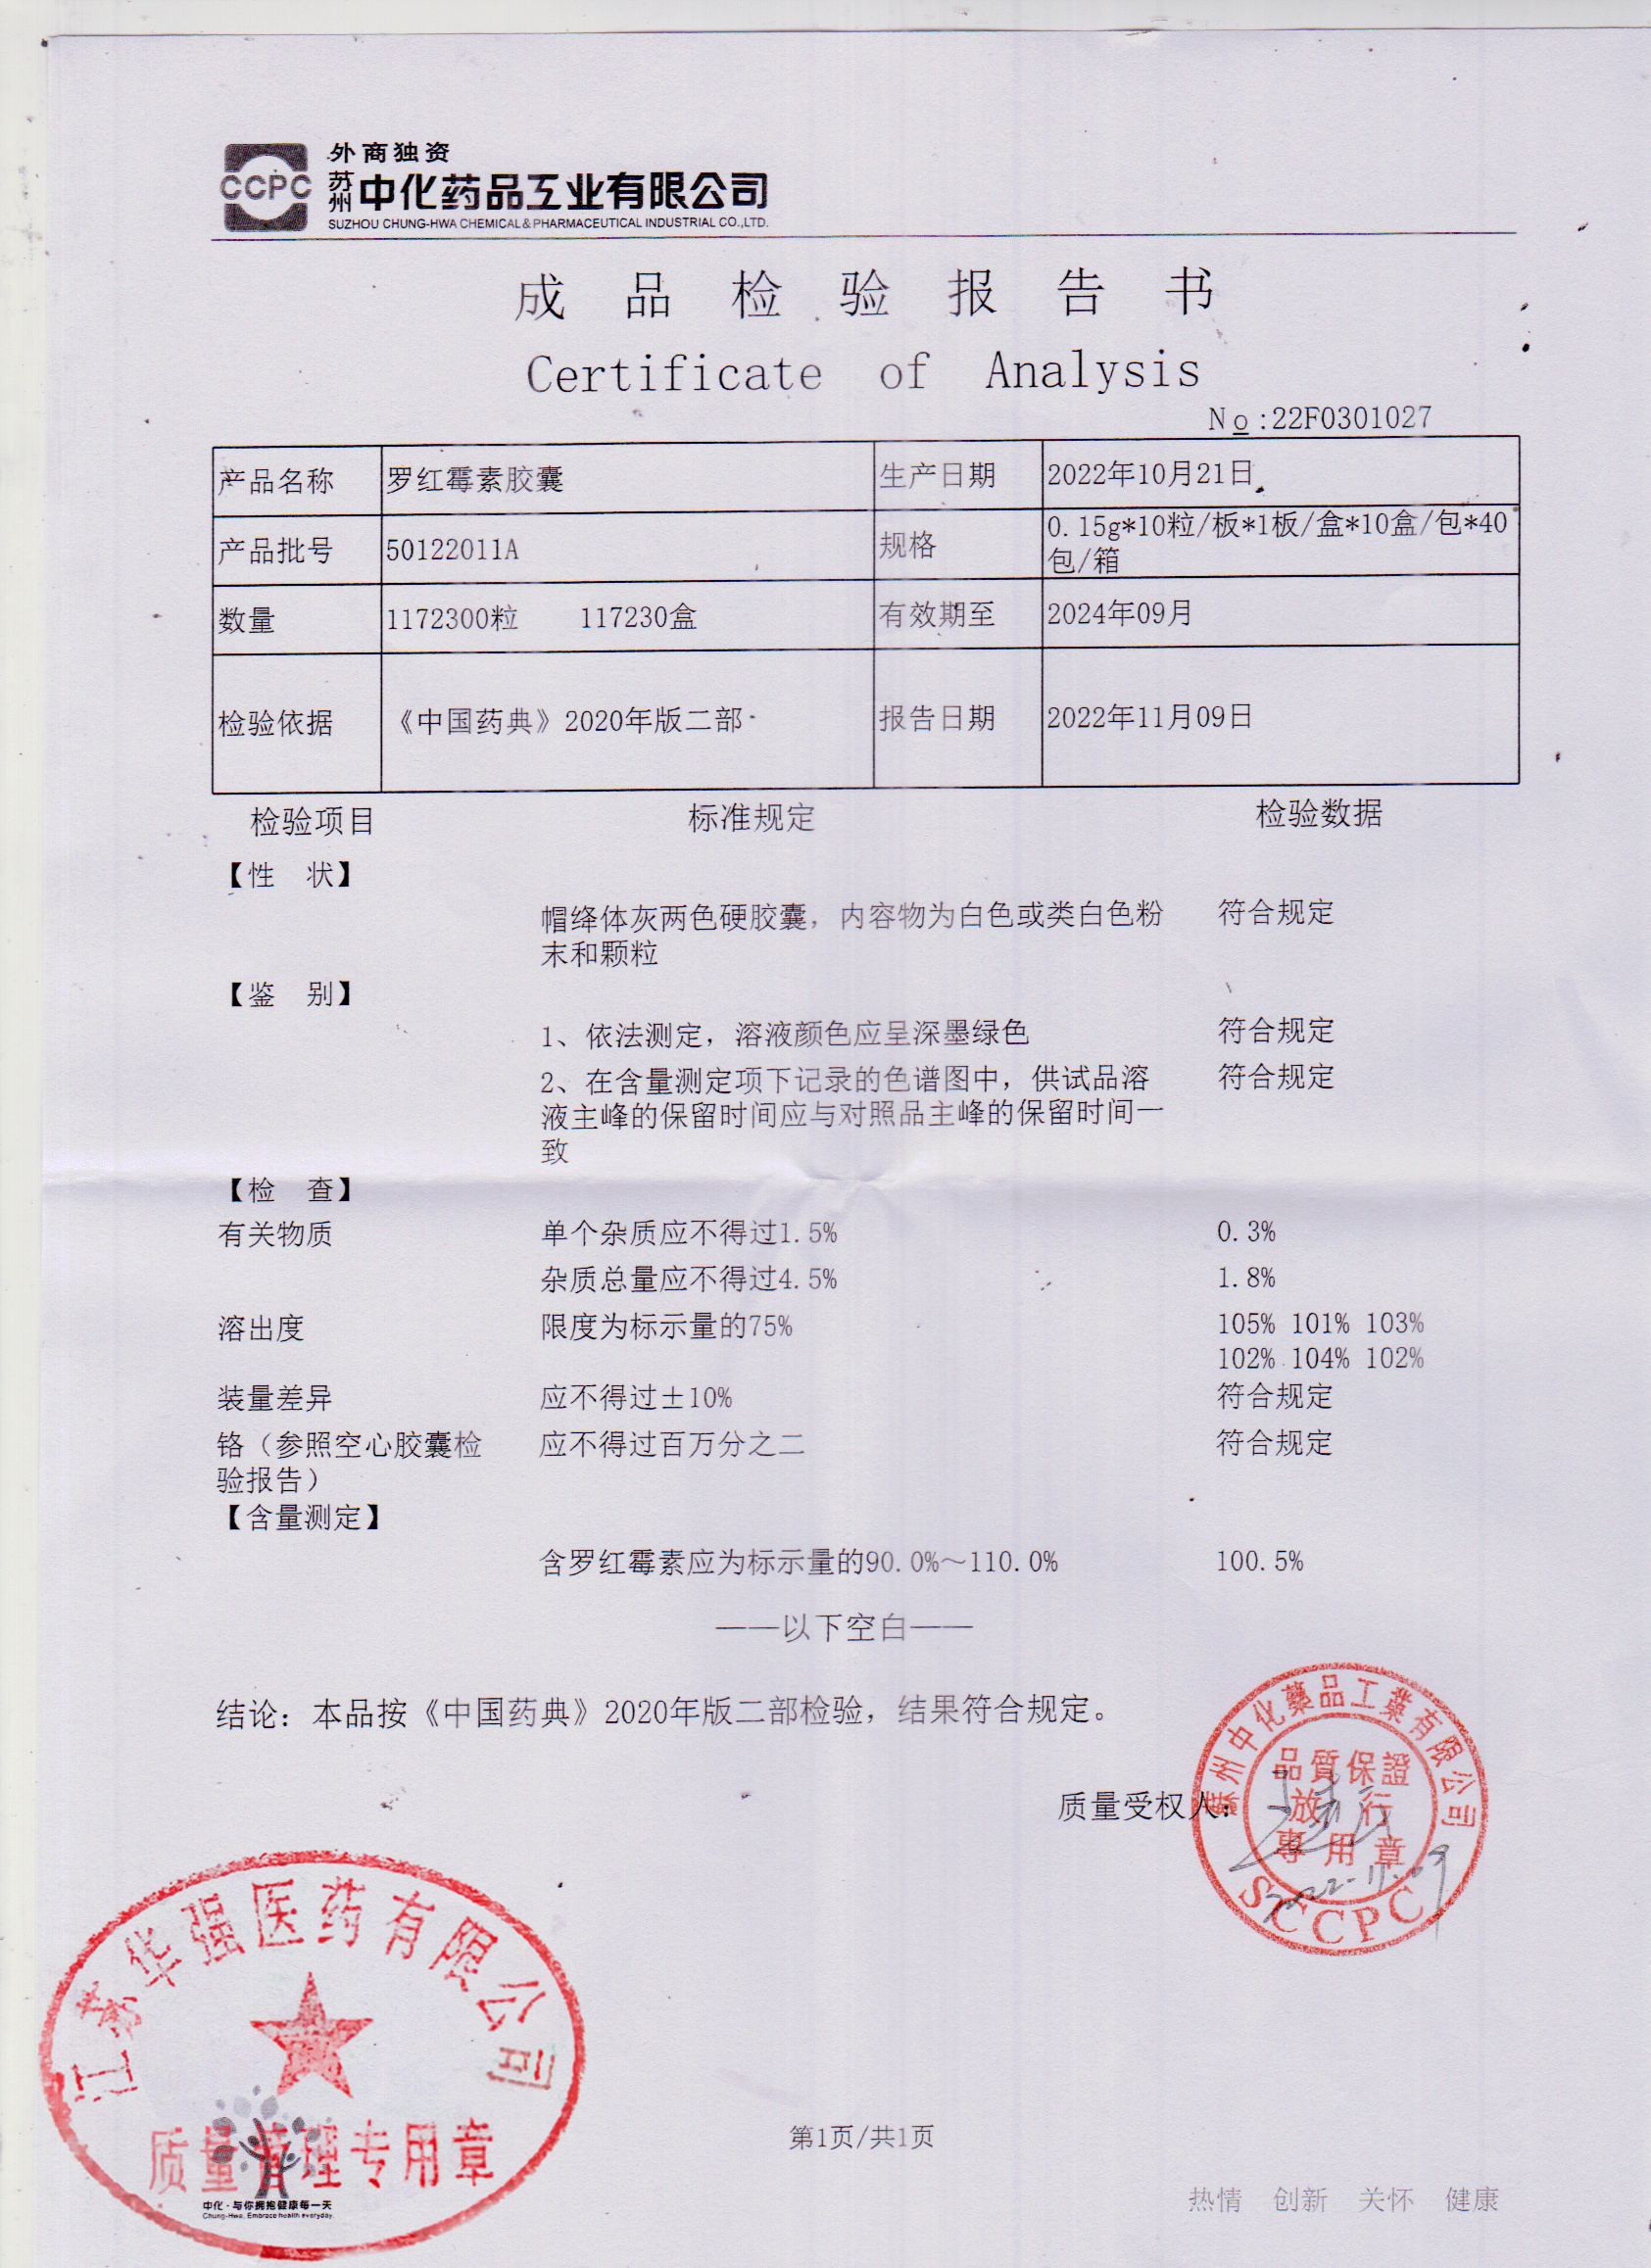 CCPC
外商独资
苏州中化药品工业有限公司
SUZHOU CHUNG-HWA CHEMICAL & PHARMACEUTICAL INDUSTRIAL CO.,LTD.
成品检验报告书
Certificate of Analysis
No:22F0301027
产品名称 罗红霉素胶囊 生产日期 2022年10月21日
产品批号 50122011A 规格 0.15g*10粒/板*1板/盒*10盒/包*40
包/箱
数量 1172300粒 117230盒 有效期至 2024年09月
检验依据 《中国药典》2020年版二部 报告日期 2022年11月09日
检验项目 标准规定 检验数据
【性 状】
帽绛体灰两色硬胶囊，内容物为白色或类白色粉 符合规定
末和颗粒
【鉴 别】
1、依法测定，溶液颜色应呈深墨绿色 符合规定
2、在含量测定项下记录的色谱图中，供试品溶 符合规定
液主峰的保留时间应与对照品主峰的保留时间一
致
【检 查】
有关物质 单个杂质应不得过1.5% 0.3%
杂质总量应不得过4.5% 1.8%
溶出度 限度为标示量的75% 105% 101% 103%
102% 104% 102%
装量差异 应不得过±10% 符合规定
铬（参照空心胶囊检 应不得过百万分之二 符合规定
验报告）
【含量测定】
含罗红霉素应为标示量的90.0%～110.0% 100.5%
——以下空白——
结论：本品按《中国药典》2020年版二部检验，结果符合规定。
质量受权人：
蘇州中化藥品工業有限公司
品質保證
放行
專用章
SCCPC
2022.11.09
江苏华强医药有限公司
质量管理专用章
中化·与你拥抱健康每一天
Chung-Hwa, Embrace health everyday.
第1页/共1页
热情 创新 关怀 健康